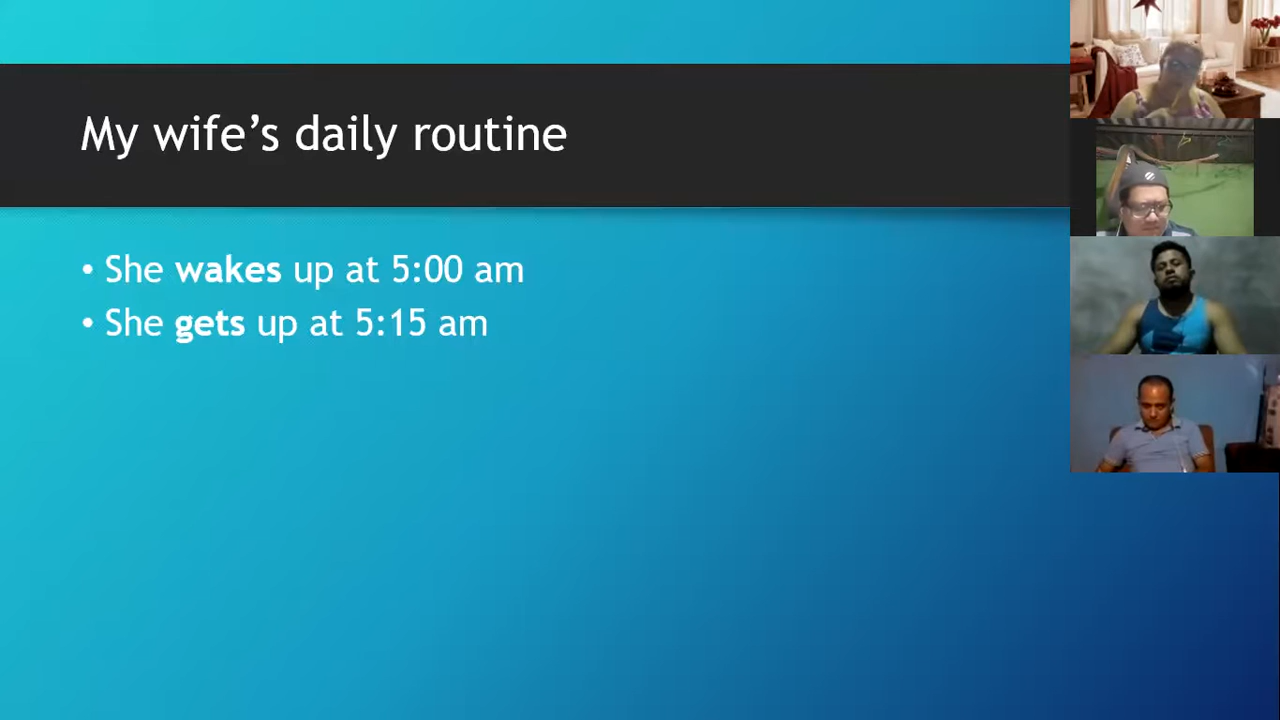 My wife’s daily routine
• She wakes up at 5:00 am
• She gets up at 5:15 am